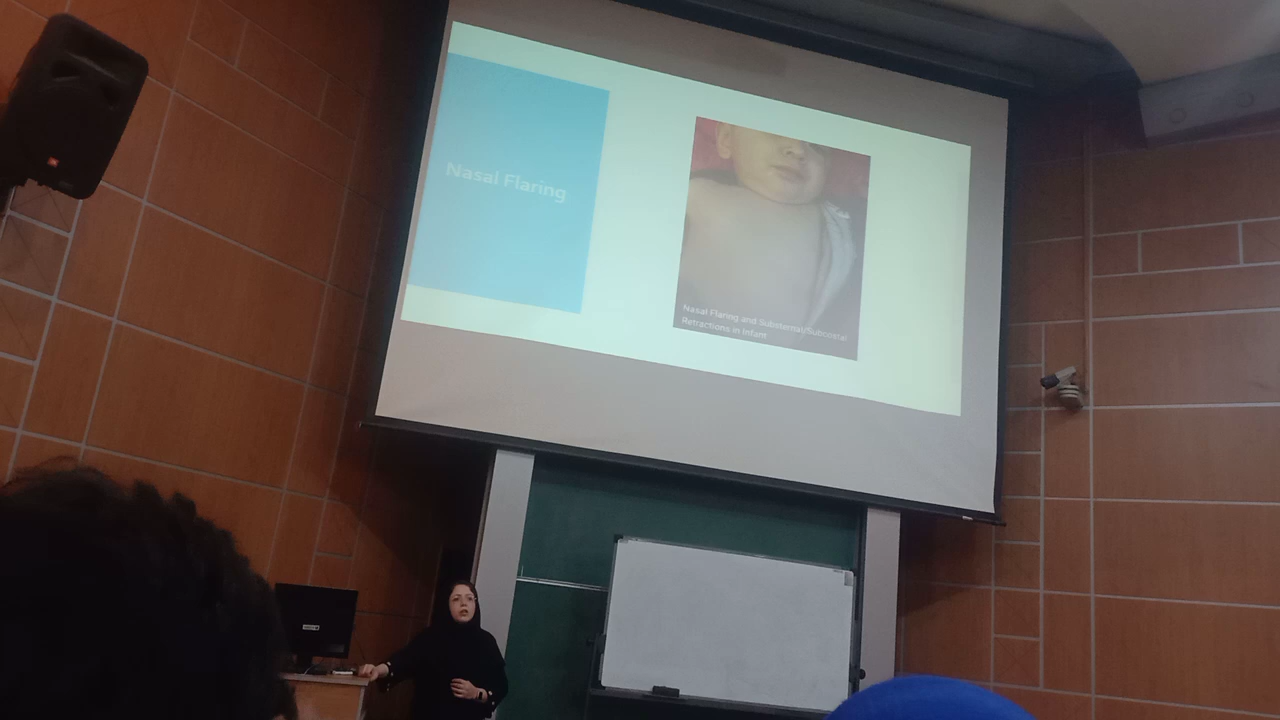 Nasal Flaring
Nasal Flaring and Substernal/Subcostal
Retractions in Infant